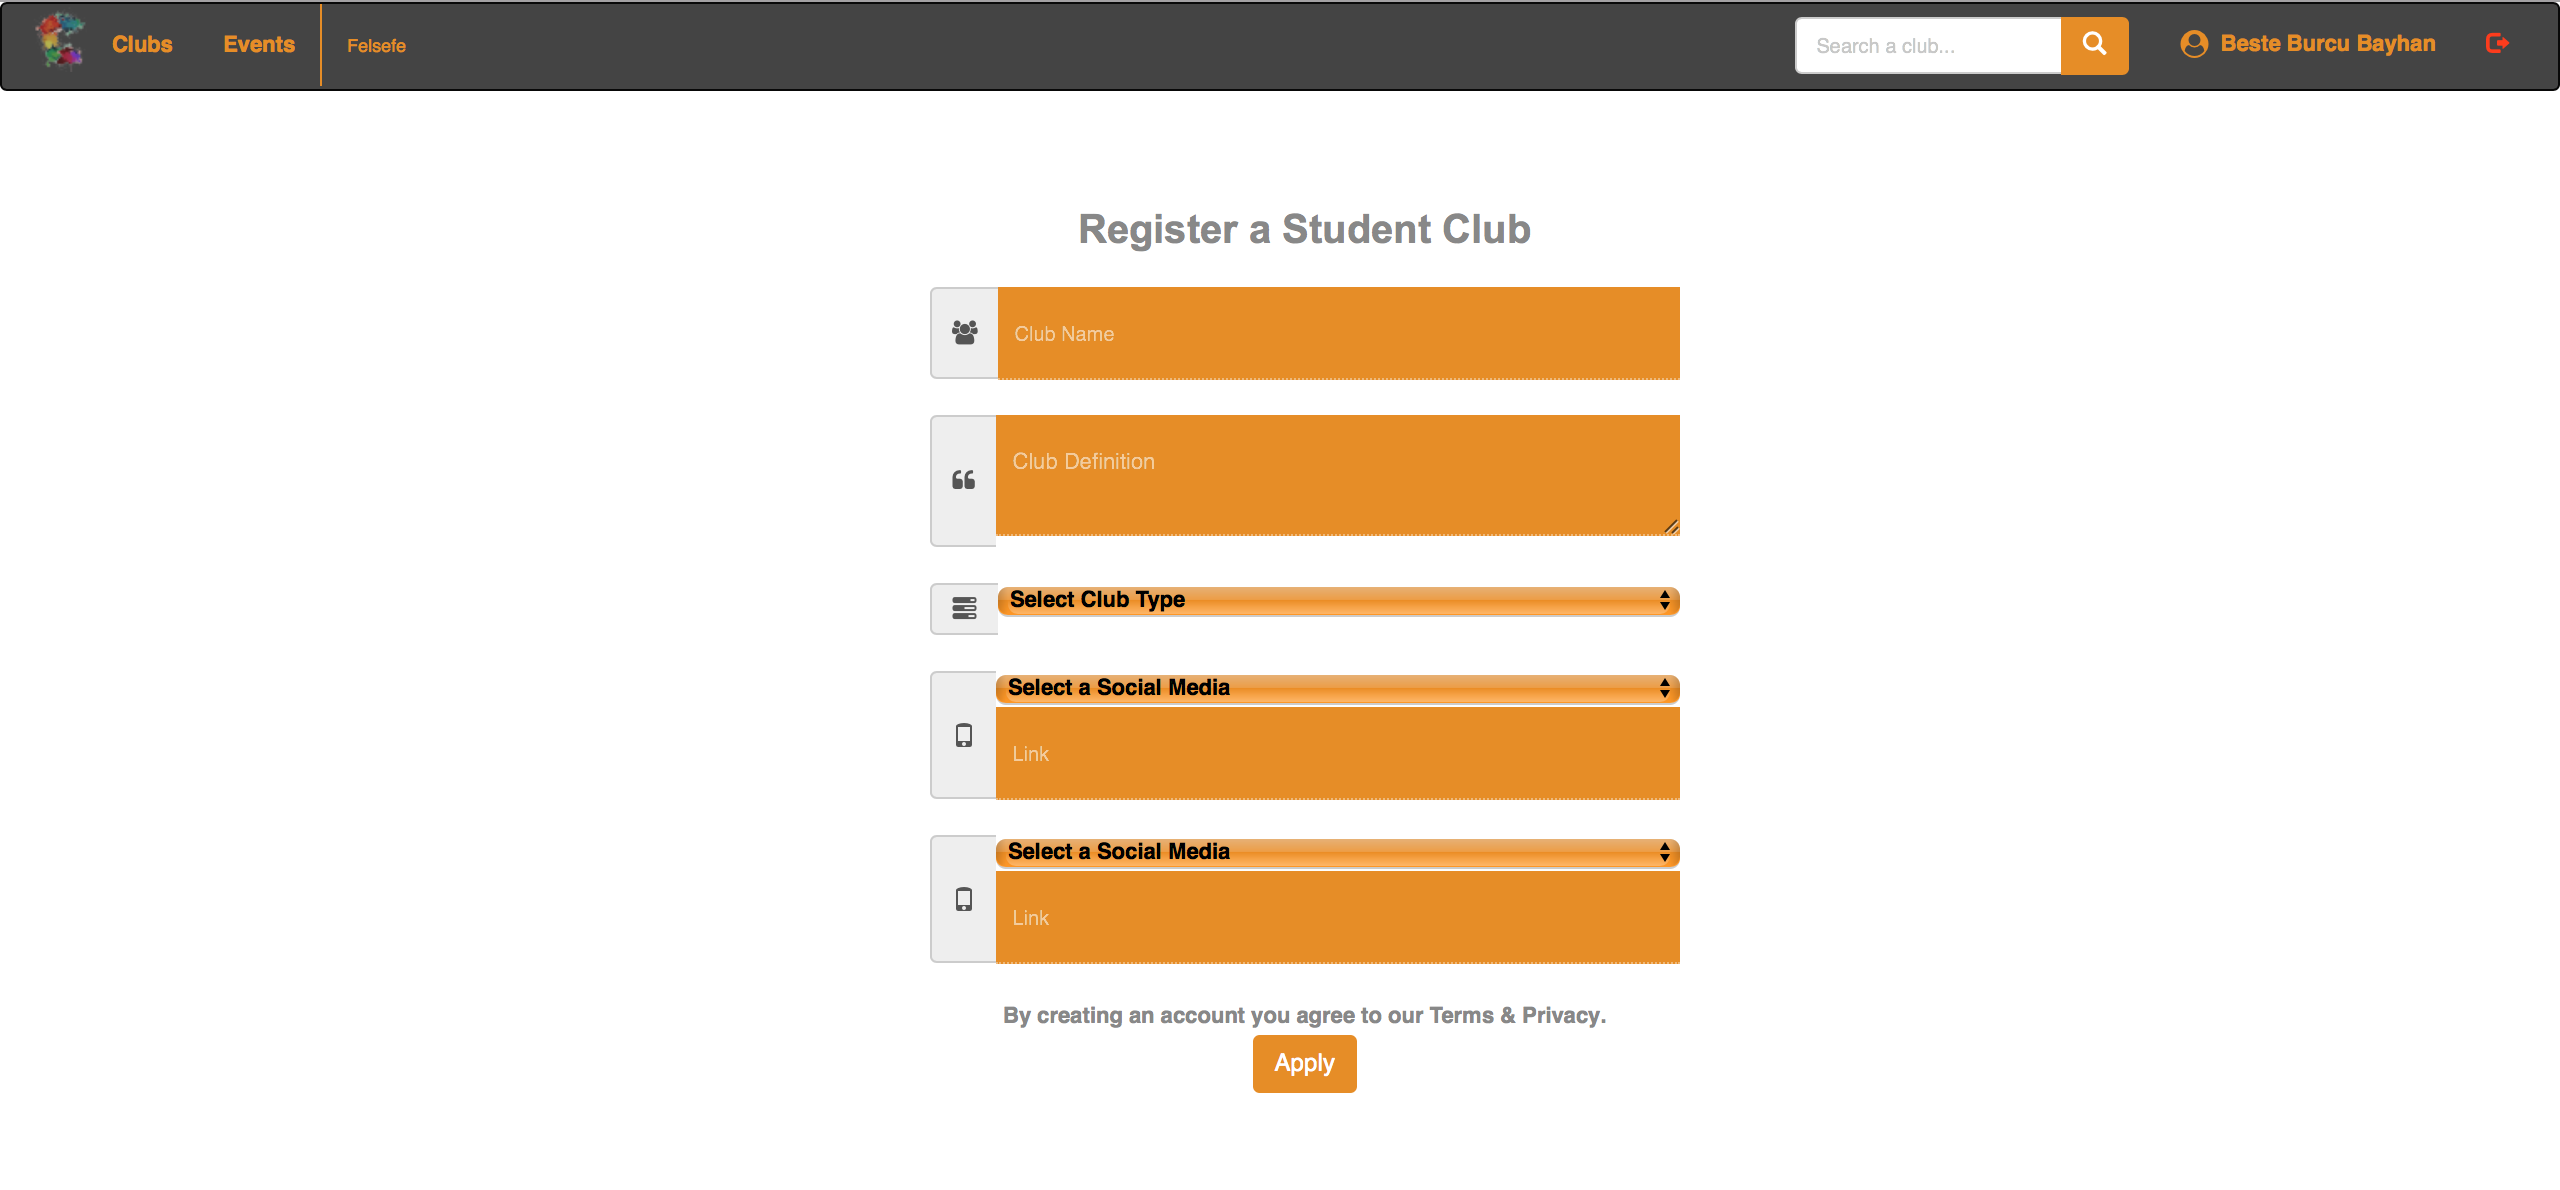 Clubs Events Felsefe Search a club... Beste Burcu Bayhan
Register a Student Club
Club Name
Club Definition
Select Club Type
Select a Social Media
Link
Select a Social Media
Link
By creating an account you agree to our Terms & Privacy.
Apply